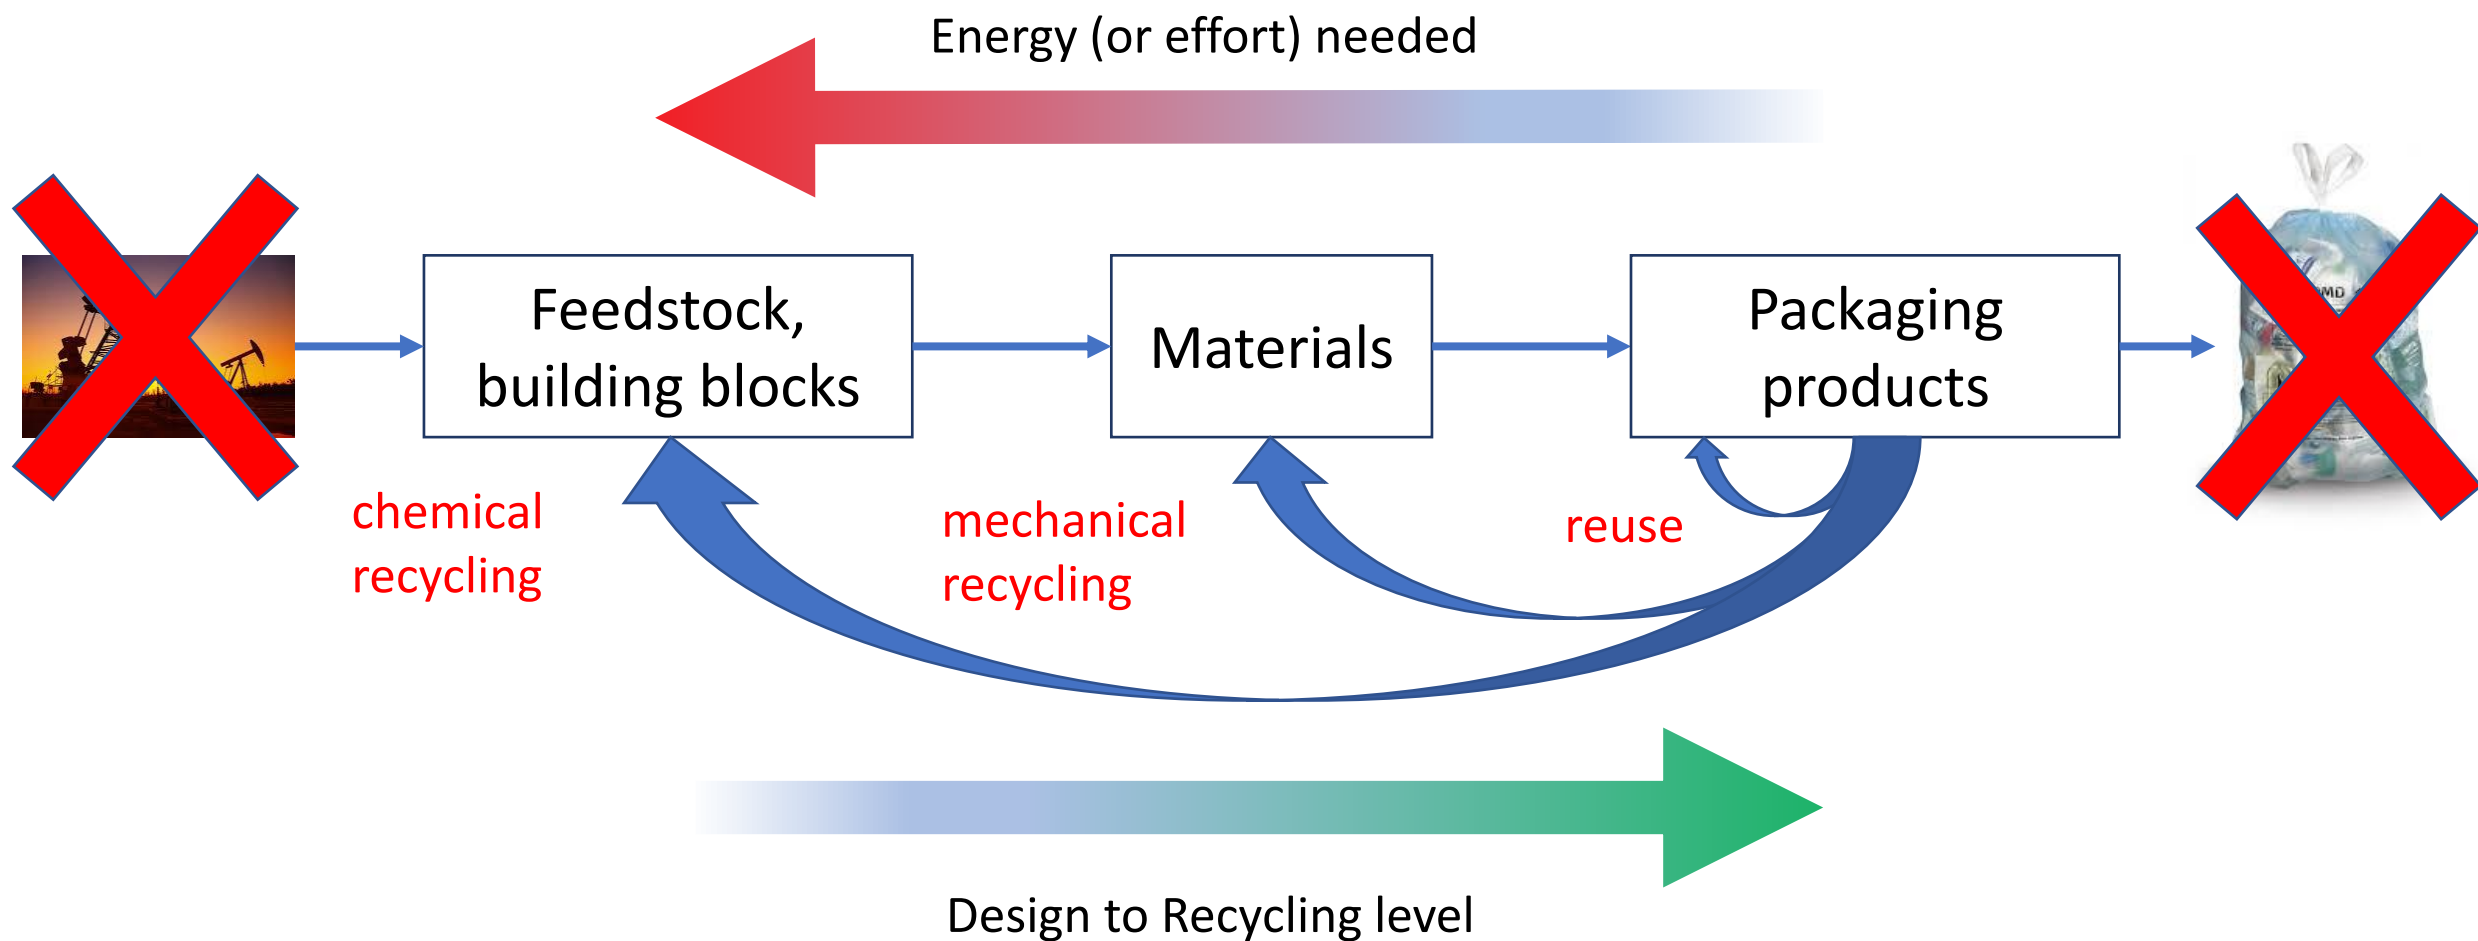 Energy (or effort) needed
Feedstock,
building blocks
Materials
Packaging
products
MD
chemical
recycling
mechanical
recycling
reuse
Design to Recycling level